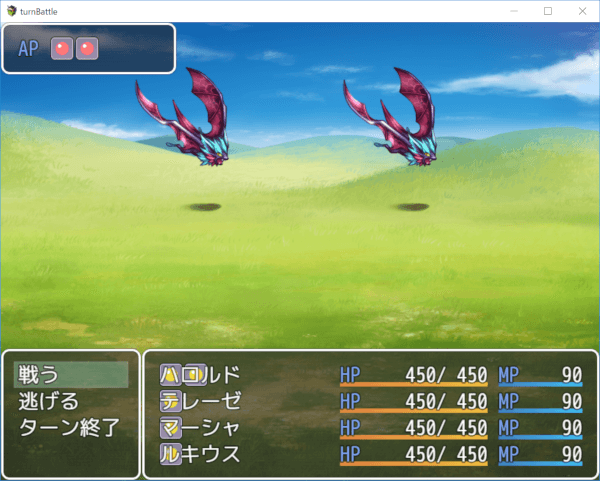 turnBattle
AP
戦う
逃げる
ターン終了
ハロルド HP 450/ 450 MP 90
テレーゼ HP 450/ 450 MP 90
マーシャ HP 450/ 450 MP 90
ルキウス HP 450/ 450 MP 90